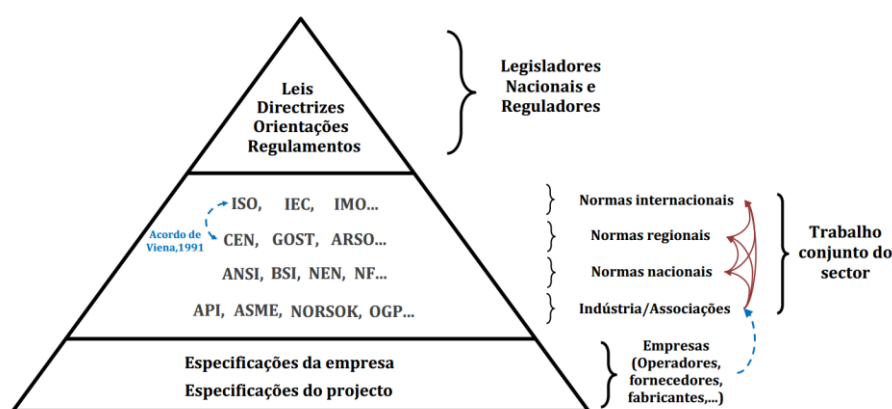 Leis
Directrizes
Orientações
Regulamentos
Legisladores
Nacionais e
Reguladores
ISO, IEC, IMO...
Normas internacionais
Acordo de
Viena,1991
CEN, GOST, ARSO...
Normas regionais
Trabalho
conjunto do
sector
ANSI, BSI, NEN, NF...
Normas nacionais
API, ASME, NORSOK, OGP...
Indústria/Associações
Especificações da empresa
Especificações do projecto
Empresas
(Operadores,
fornecedores,
fabricantes,...)